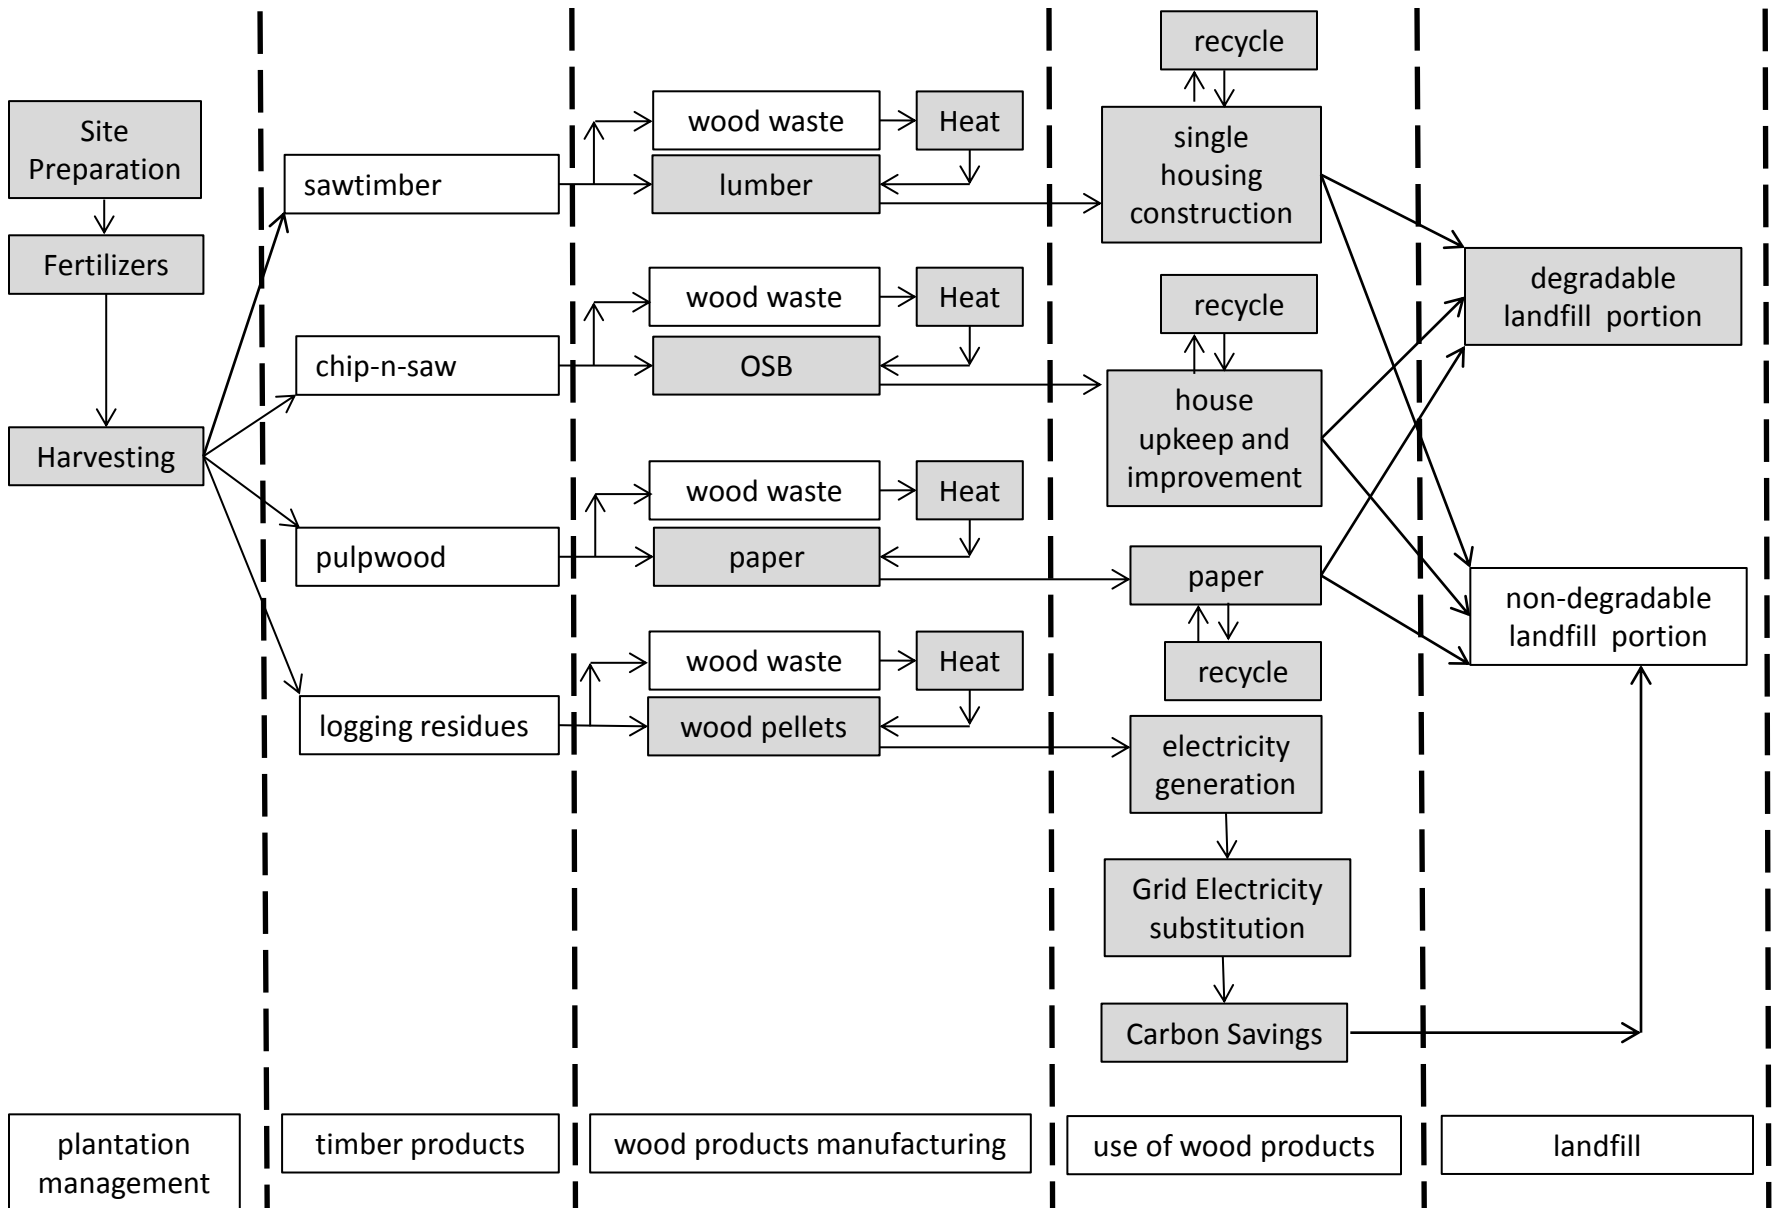 Site
Preparation
Fertilizers
Harvesting
plantation
management
sawtimber
chip-n-saw
pulpwood
logging residues
timber products
wood waste
Heat
lumber
wood waste
Heat
OSB
wood waste
Heat
paper
wood waste
Heat
wood pellets
wood products manufacturing
recycle
single
housing
construction
recycle
house
upkeep and
improvement
paper
recycle
electricity
generation
Grid Electricity
substitution
Carbon Savings
use of wood products
degradable
landfill portion
non-degradable
landfill portion
landfill